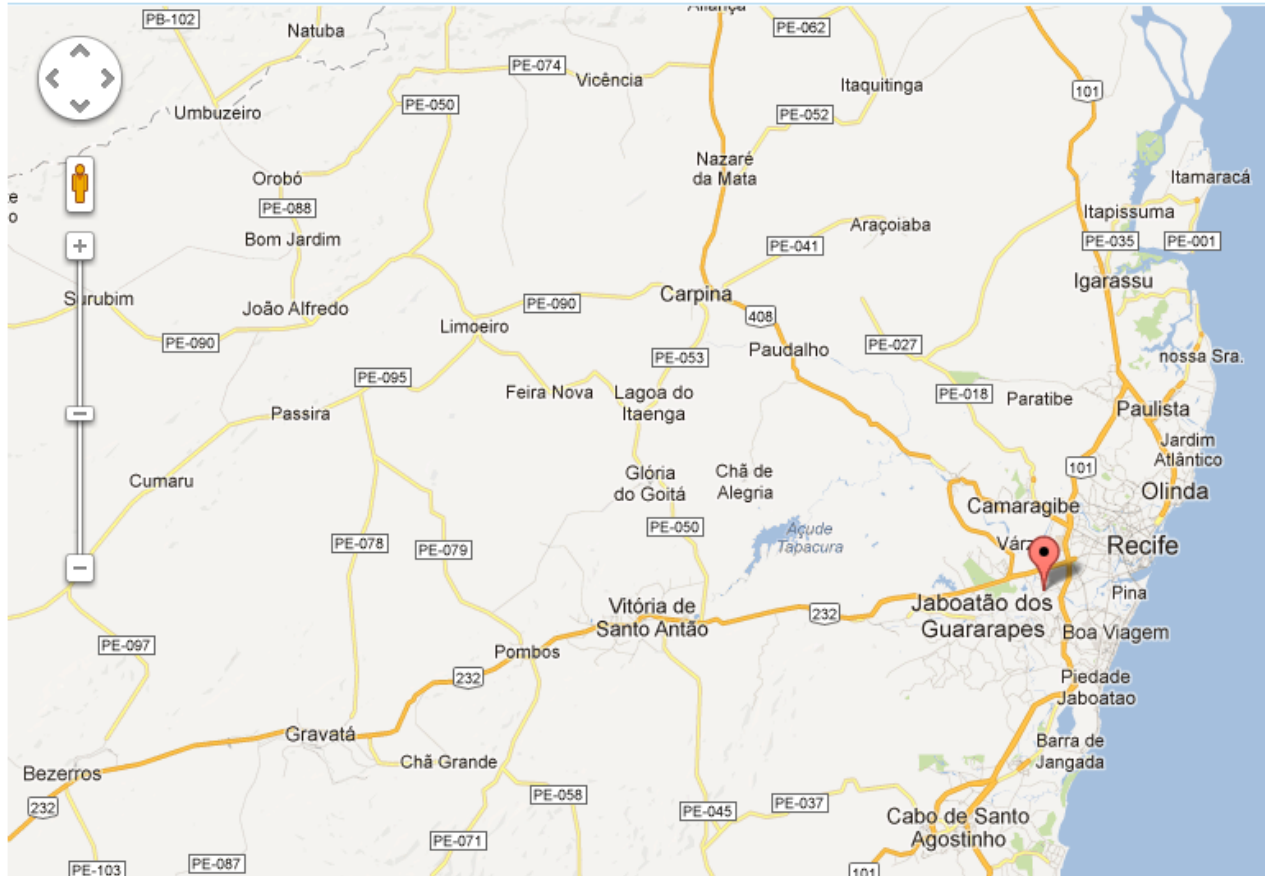 Aliança
PB-102
PE-062
Natuba
PE-074
Vicência
Itaquitinga
101
PE-050
Umbuzeiro
PE-052
Nazaré
da Mata
Orobó
Itamaracá
te
o
PE-088
Itapissuma
Araçoiaba
Bom Jardim
PE-041
PE-035
PE-001
Igarassu
Surubim
Carpina
João Alfredo
PE-090
408
Limoeiro
PE-090
PE-027
Paudalho
PE-053
nossa Sra.
PE-095
Feira Nova
Lagoa do
Itaenga
PE-018
Paratibe
Passira
Paulista
Jardim
Atlântico
101
Cumaru
Glória
do Goitá
Chã de
Alegria
Olinda
Camaragibe
PE-050
Açude
Tapacura
PE-078
PE-079
Várz
Recife
Pina
Vitória de
Santo Antão
232
Jaboatão dos
Guararapes
Boa Viagem
PE-097
Pombos
232
Piedade
Jaboatao
Gravatá
Barra de
Jangada
Chã Grande
Bezerros
PE-058
PE-037
232
PE-045
Cabo de Santo
Agostinho
PE-071
PE-087
PE-103
101